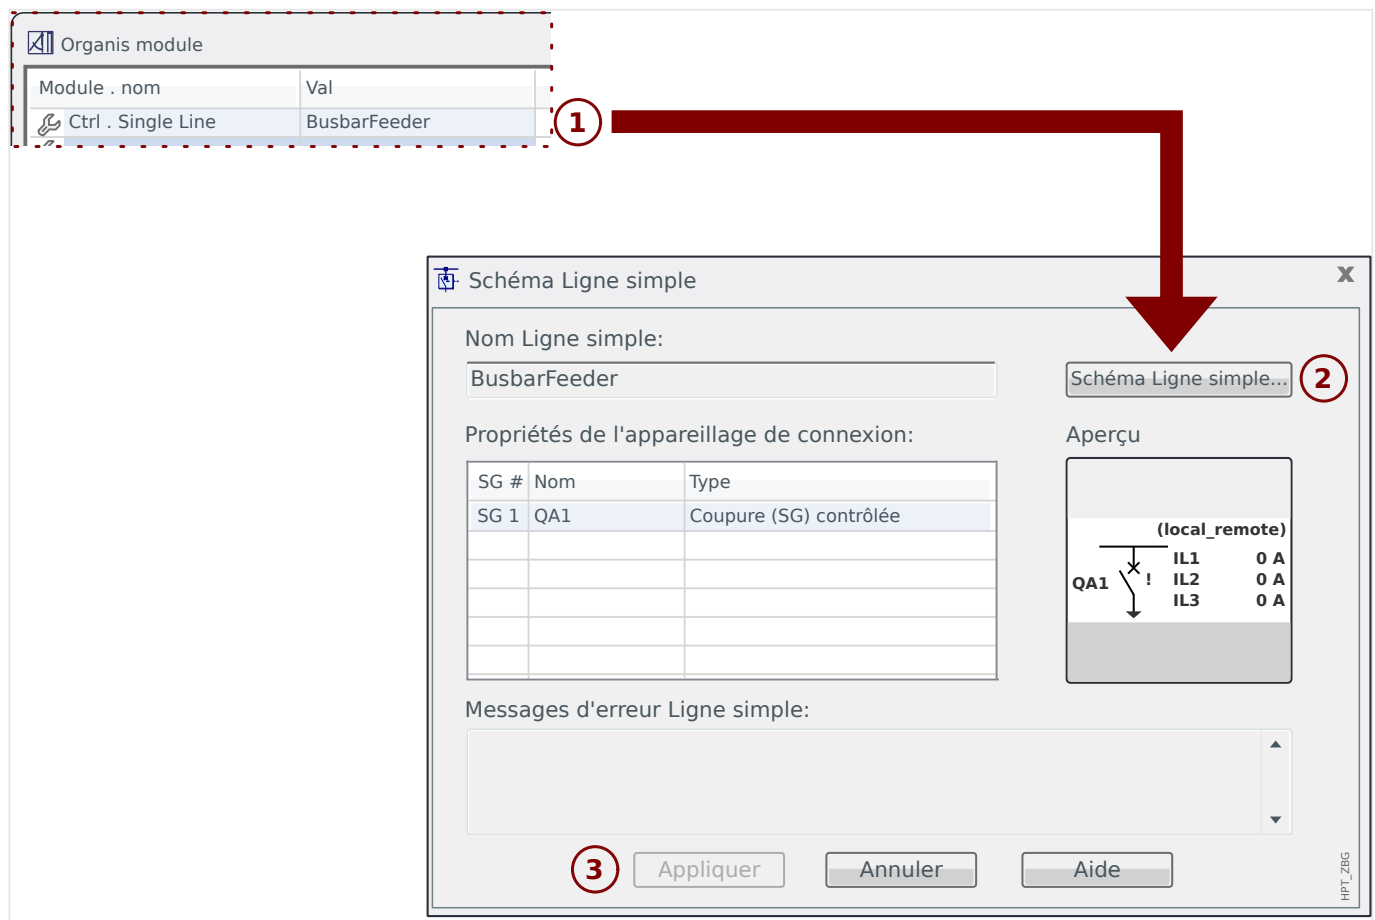 Organis module
Module . nom Val
Ctrl . Single Line BusbarFeeder
1
Schéma Ligne simple
X
Nom Ligne simple:
BusbarFeeder
Schéma Ligne simple...
2
Propriétés de l'appareillage de connexion:
Aperçu
SG # Nom Type
SG 1 QA1 Coupure (SG) contrôlée
(local_remote)
IL1 0 A
QA1 ! IL2 0 A
IL3 0 A
Messages d'erreur Ligne simple:
3
Appliquer Annuler Aide
HPT_ZBG